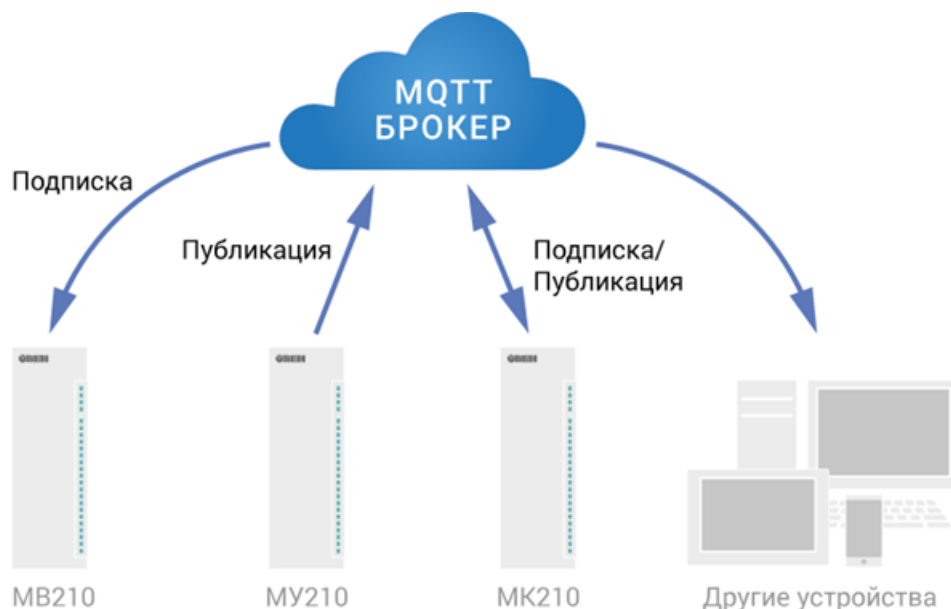 MQTT
БРОКЕР
Подписка
Публикация
Подписка/
Публикация
МВ210
МУ210
МК210
Другие устройства